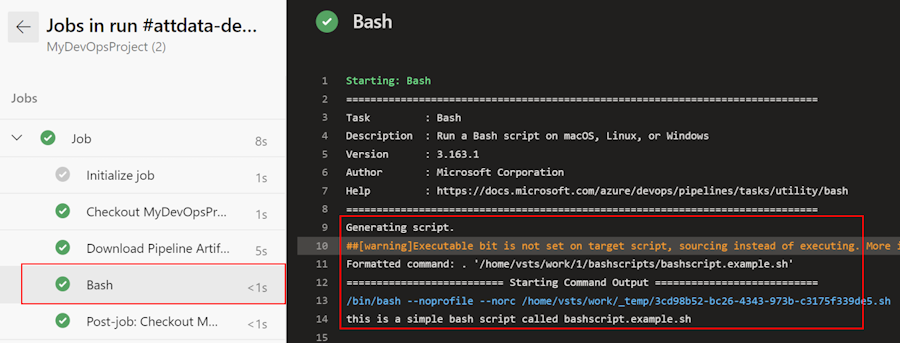 Jobs in run #attdata-de...
MyDevOpsProject (2)
Jobs
Job 8s
Initialize job 1s
Checkout MyDevOpsPr... 1s
Download Pipeline Artif... 5s
Bash <1s
Post-job: Checkout M... <1s
Bash
1 Starting: Bash
2 ==============================================================================
3 Task : Bash
4 Description : Run a Bash script on macOS, Linux, or Windows
5 Version : 3.163.1
6 Author : Microsoft Corporation
7 Help : https://docs.microsoft.com/azure/devops/pipelines/tasks/utility/bash
8 ==============================================================================
9 Generating script.
10 ##[warning]Executable bit is not set on target script, sourcing instead of executing. More i
11 Formatted command: . '/home/vsts/work/1/bashscripts/bashscript.example.sh'
12 ========================== Starting Command Output ===========================
13 /bin/bash --noprofile --norc /home/vsts/work/_temp/3cd98b52-bc26-4343-973b-c3175f339de5.sh
14 this is a simple bash script called bashscript.example.sh
15